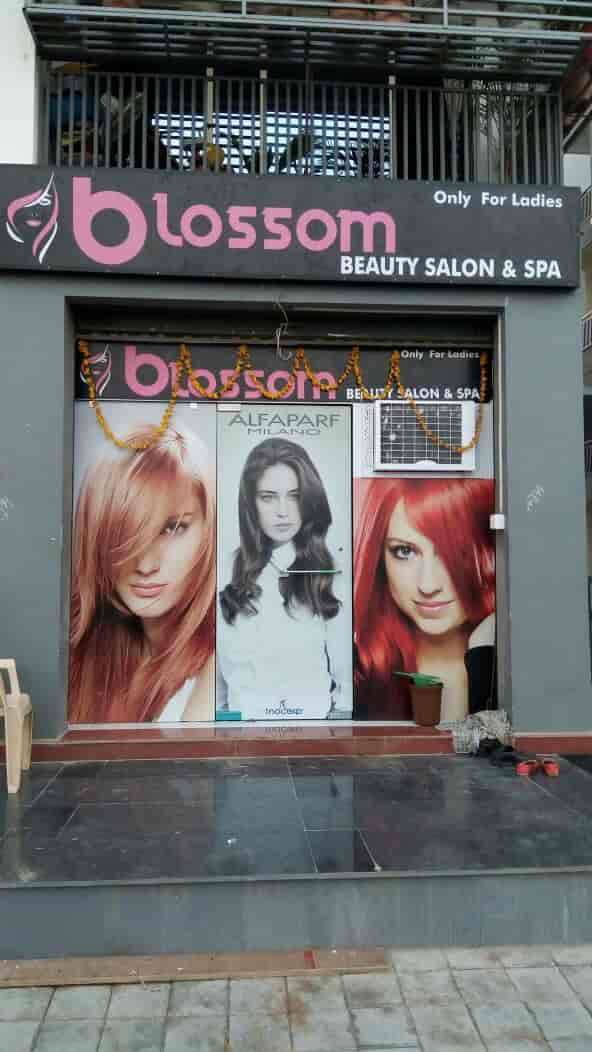 Only For Ladies
blossom
BEAUTY SALON & SPA
Only For Ladies
blossom
BEAUTY SALON & SPA
ALFAPARF
MILANO